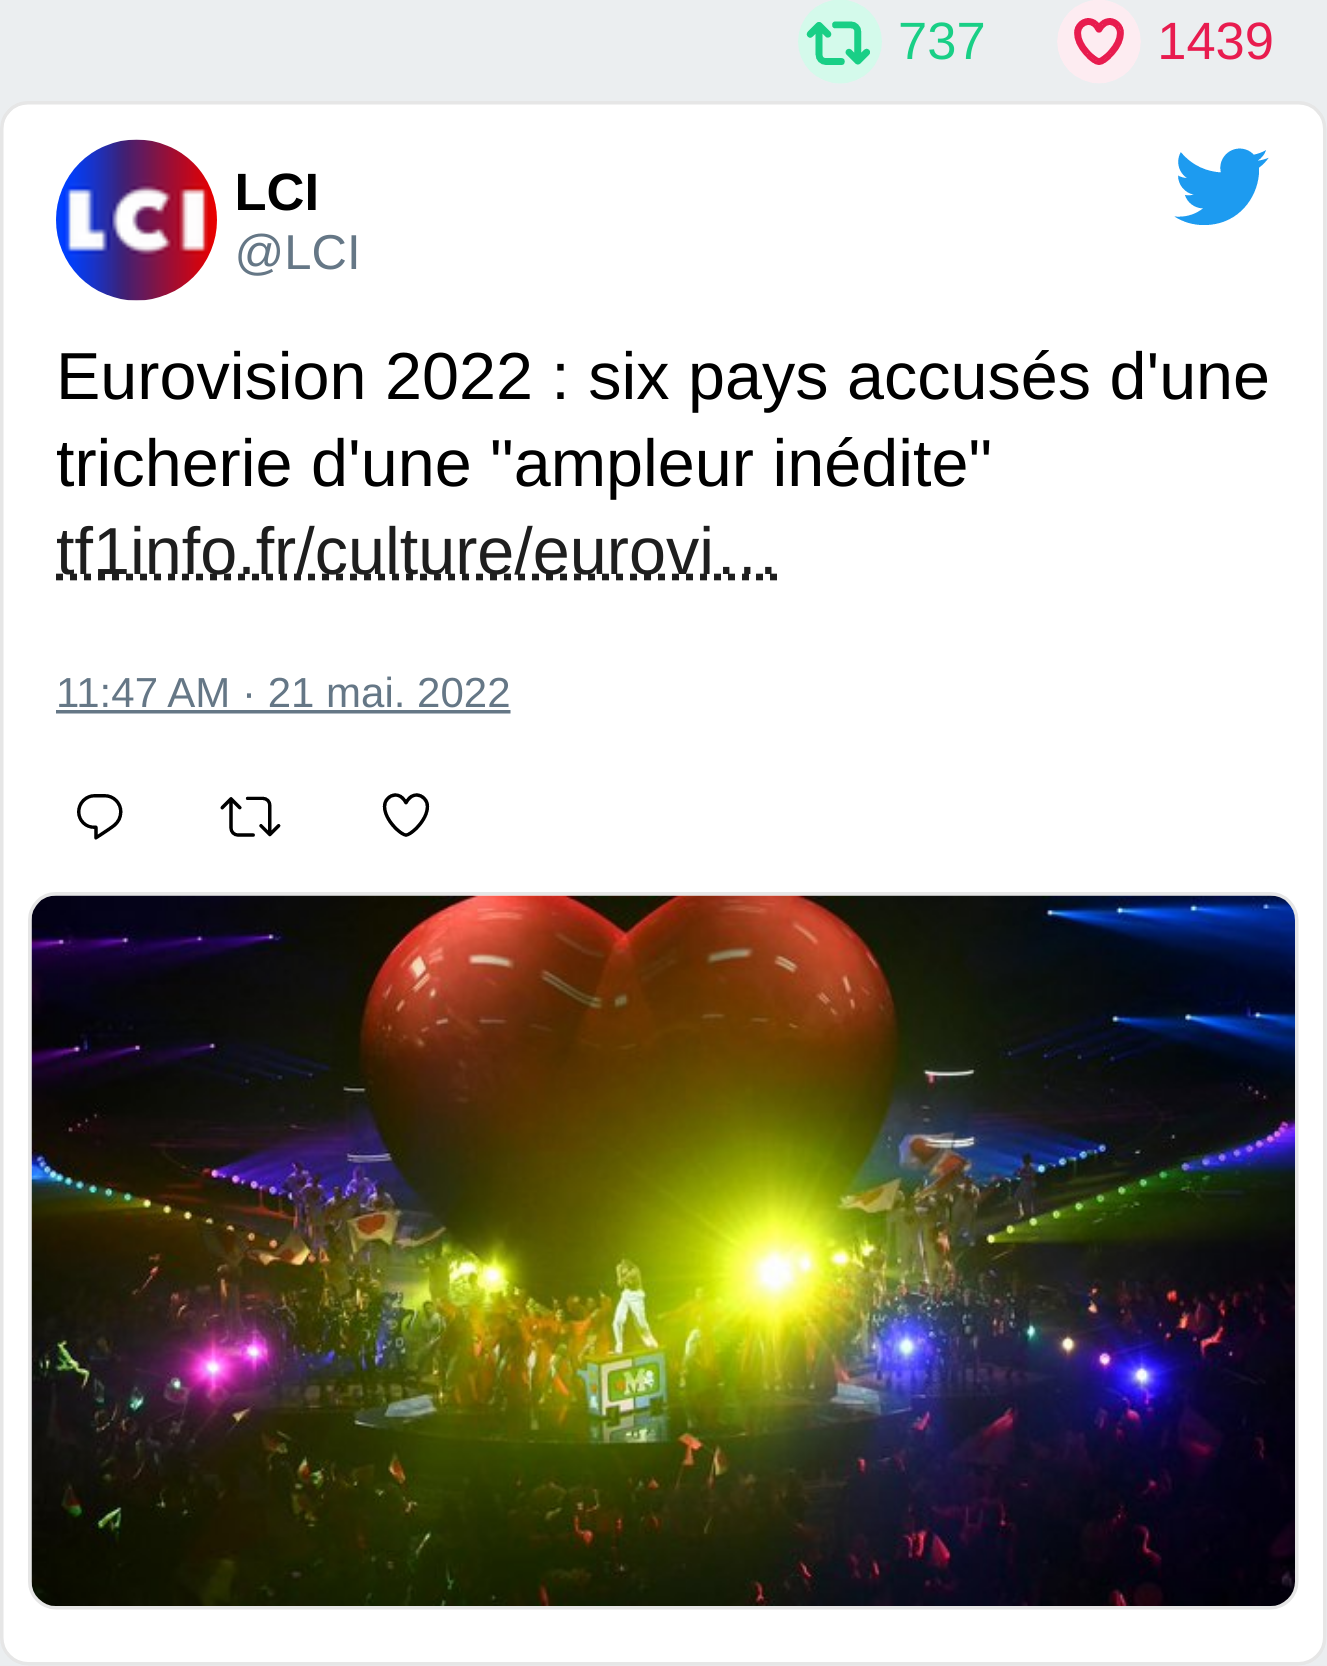 737 1439
LCI
LCI
@LCI
Eurovision 2022 : six pays accusés d'une
tricherie d'une "ampleur inédite"
tf1info.fr/culture/eurovi...
11:47 AM · 21 mai. 2022